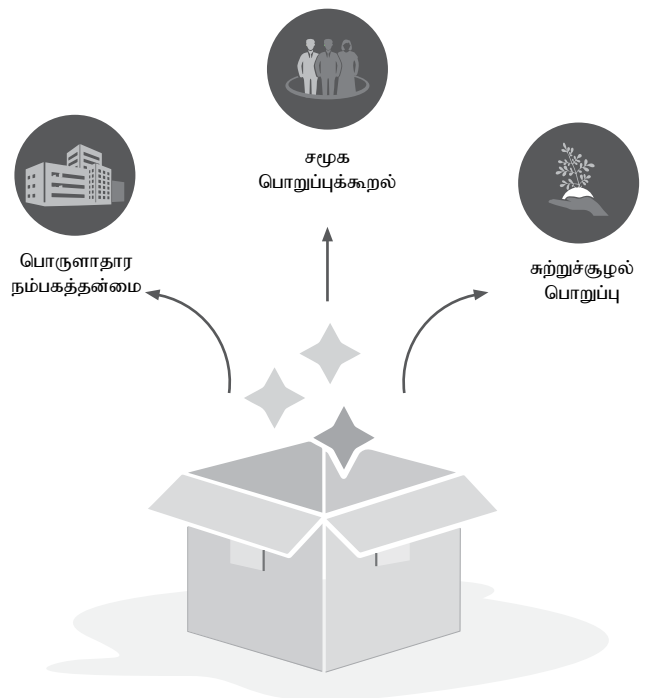 சமூக
பொறுப்புக்கூறல்
பொருளாதார
நம்பகத்தன்மை
சுற்றுச்சூழல்
பொறுப்பு